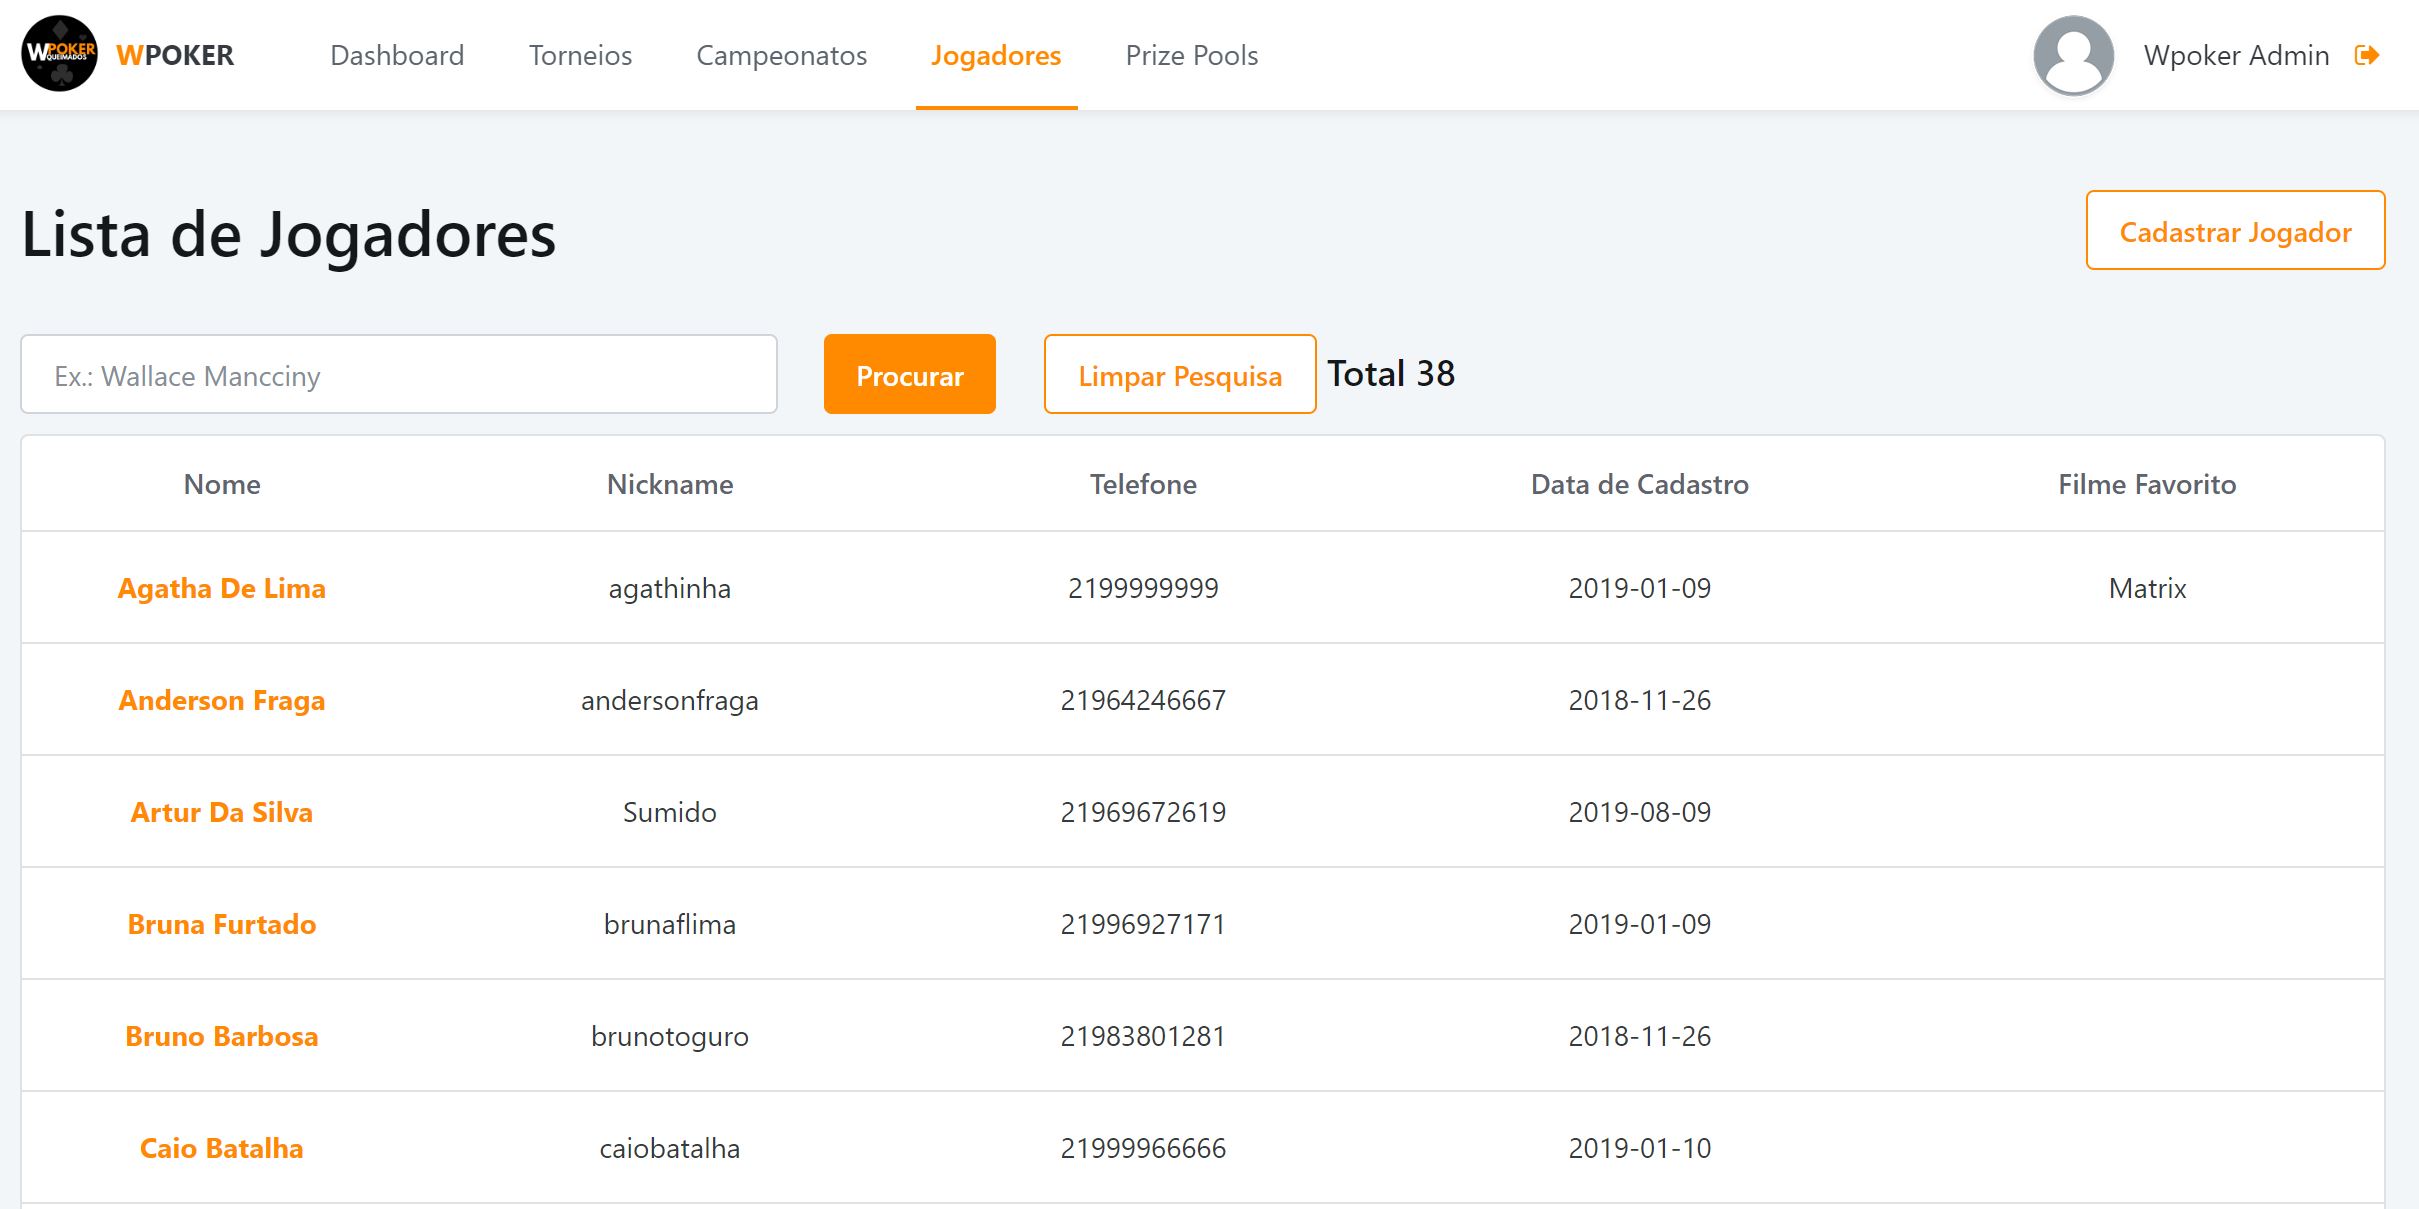 WPOKER QUEIMADOS
WPOKER Dashboard Torneios Campeonatos Jogadores Prize Pools Wpoker Admin
Lista de Jogadores Cadastrar Jogador
Ex.: Wallace Mancciny Procurar Limpar Pesquisa Total 38
Nome Nickname Telefone Data de Cadastro Filme Favorito
Agatha De Lima agathinha 2199999999 2019-01-09 Matrix
Anderson Fraga andersonfraga 21964246667 2018-11-26
Artur Da Silva Sumido 21969672619 2019-08-09
Bruna Furtado brunaflima 21996927171 2019-01-09
Bruno Barbosa brunotoguro 21983801281 2018-11-26
Caio Batalha caiobatalha 21999966666 2019-01-10